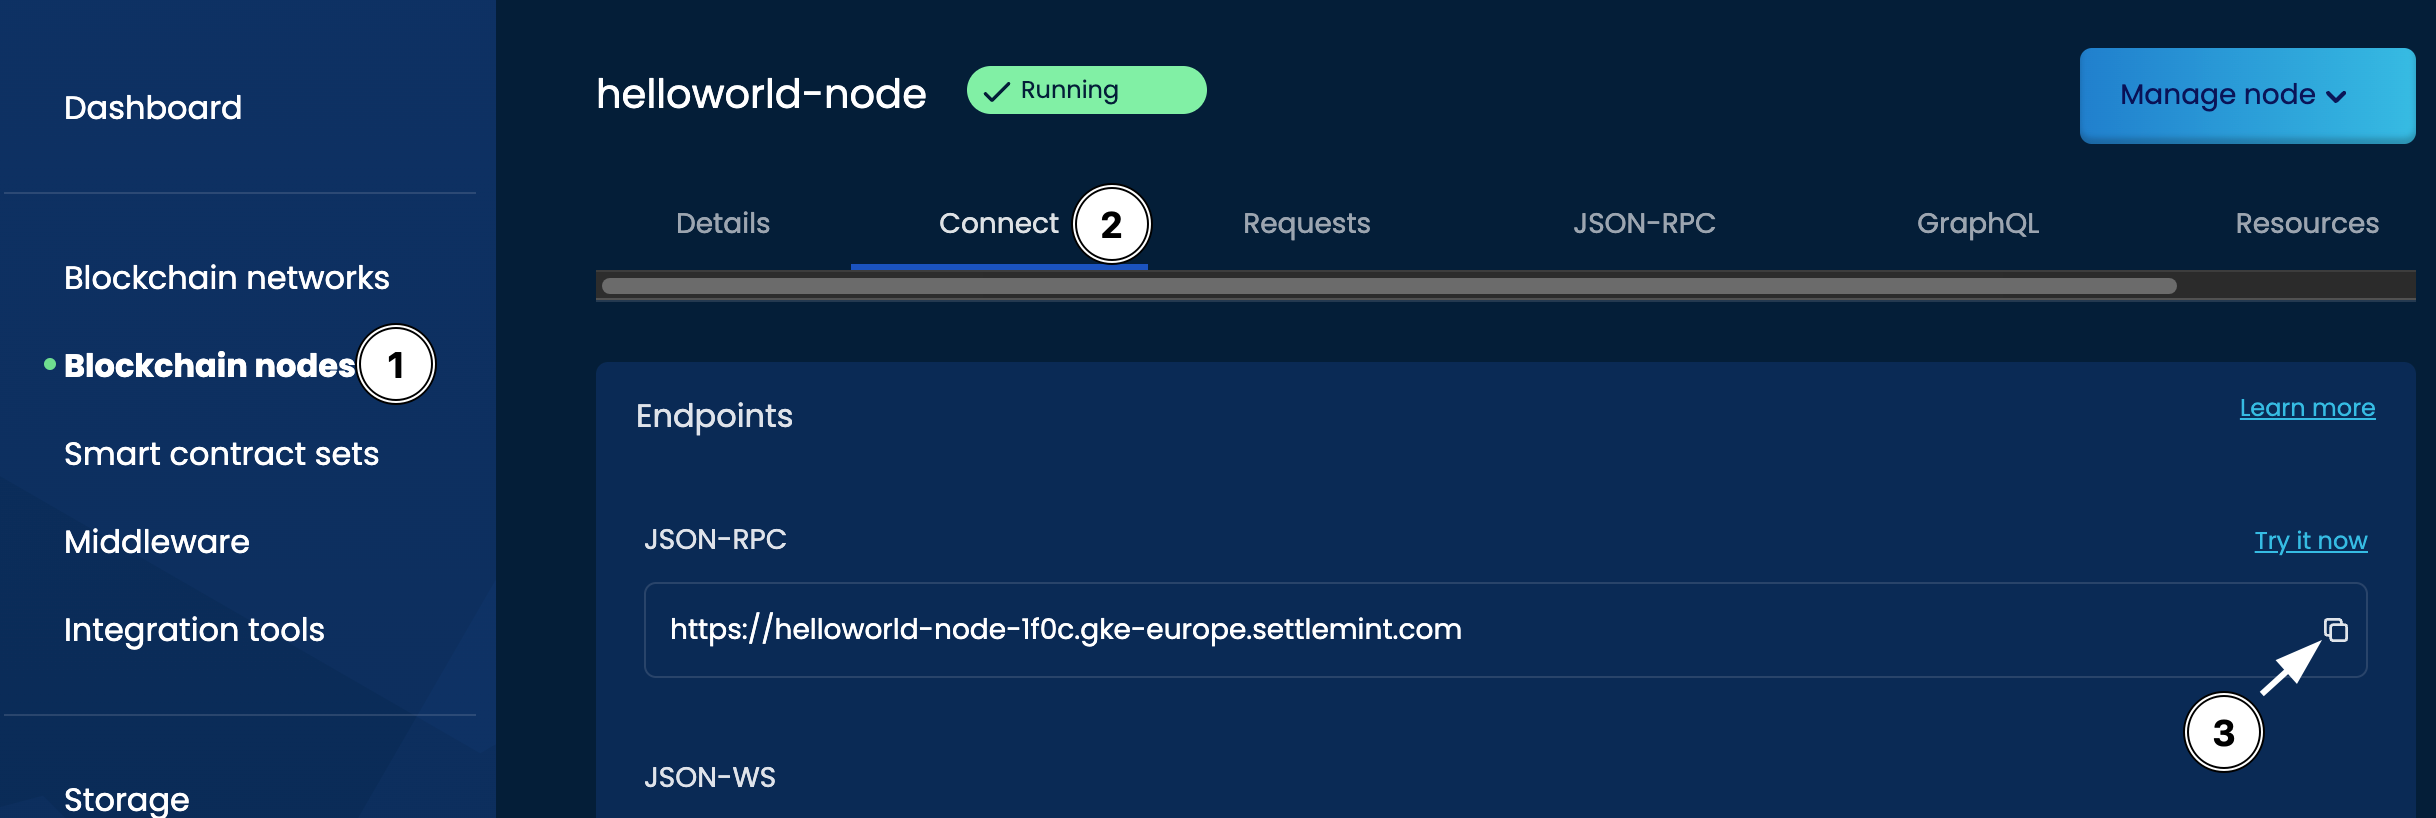 Dashboard
Blockchain networks
Blockchain nodes
1
Smart contract sets
Middleware
Integration tools
Storage
helloworld-node
Running
Manage node
Details
Connect
2
Requests
JSON-RPC
GraphQL
Resources
Endpoints
Learn more
JSON-RPC
Try it now
https://helloworld-node-1f0c.gke-europe.settlemint.com
3
JSON-WS